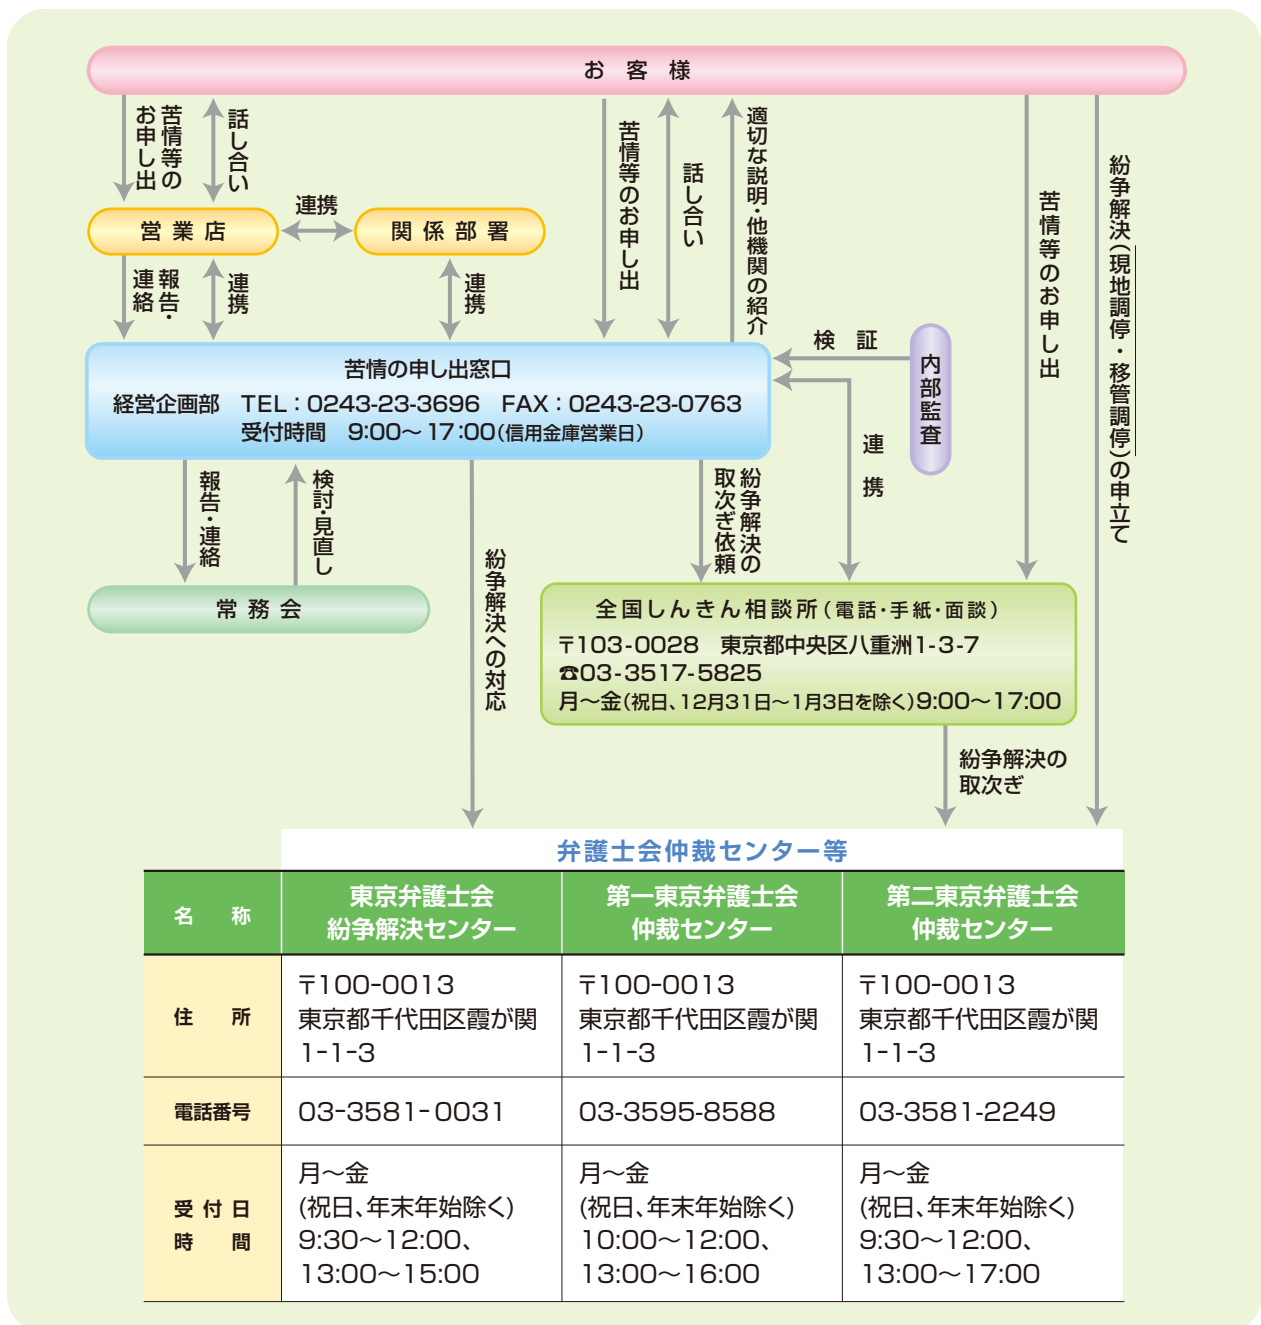 お客様
苦情等の
お申し出
話し合い
苦情等のお申し出
話し合い
適切な説明・他機関の紹介
苦情等のお申し出
紛争解決(現地調停・移管調停)の申立て
営業店
連携
関係部署
報告・
連絡
連携
連携
検証
内部監査
苦情の申し出窓口
経営企画部 TEL：0243-23-3696 FAX：0243-23-0763
受付時間 9:00～17:00(信用金庫営業日)
報告・連絡
検討・見直し
紛争解決への対応
紛争解決の
取次ぎ依頼
連携
常務会
全国しんきん相談所(電話・手紙・面談)
〒103-0028 東京都中央区八重洲1-3-7
☎03-3517-5825
月～金(祝日、12月31日～1月3日を除く)9:00～17:00
紛争解決の
取次ぎ
弁護士会仲裁センター等
名称
東京弁護士会
紛争解決センター
第一東京弁護士会
仲裁センター
第二東京弁護士会
仲裁センター
住所
〒100-0013
東京都千代田区霞が関
1-1-3
〒100-0013
東京都千代田区霞が関
1-1-3
〒100-0013
東京都千代田区霞が関
1-1-3
電話番号
03-3581-0031
03-3595-8588
03-3581-2249
受付日
時間
月～金
(祝日、年末年始除く)
9:30～12:00、
13:00～15:00
月～金
(祝日、年末年始除く)
10:00～12:00、
13:00～16:00
月～金
(祝日、年末年始除く)
9:30～12:00、
13:00～17:00